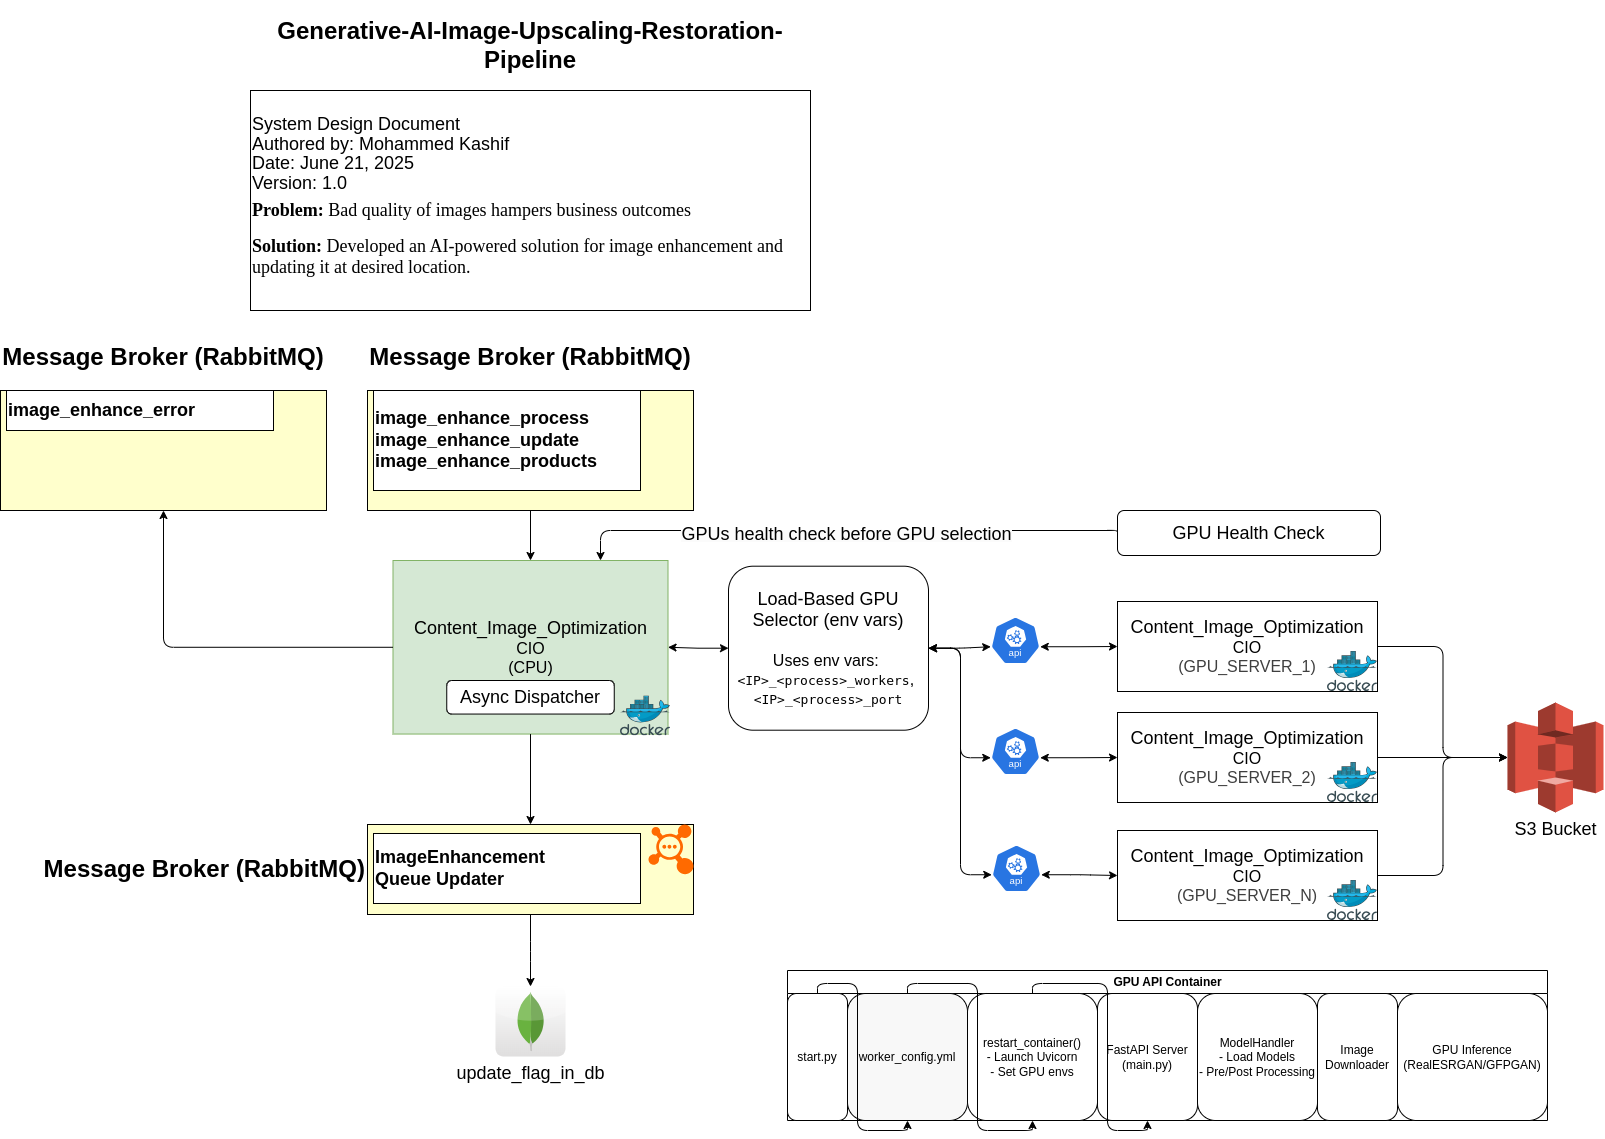 Generative-AI-Image-Upscaling-Restoration-
Pipeline
System Design Document
Authored by: Mohammed Kashif
Date: June 21, 2025
Version: 1.0
Problem: Bad quality of images hampers business outcomes
Solution: Developed an AI-powered solution for image enhancement and
updating it at desired location.
Message Broker (RabbitMQ)
image_enhance_error
Message Broker (RabbitMQ)
image_enhance_process
image_enhance_update
image_enhance_products
GPUs health check before GPU selection
GPU Health Check
Content_Image_Optimization
CIO
(CPU)
Async Dispatcher
docker
Load-Based GPU
Selector (env vars)
Uses env vars:
<IP>_<process>_workers,
<IP>_<process>_port
api
Content_Image_Optimization
CIO
(GPU_SERVER_1)
docker
api
Content_Image_Optimization
CIO
(GPU_SERVER_2)
docker
api
Content_Image_Optimization
CIO
(GPU_SERVER_N)
docker
S3 Bucket
Message Broker (RabbitMQ)
ImageEnhancement
Queue Updater
update_flag_in_db
GPU API Container
start.py
worker_config.yml
restart_container()
- Launch Uvicorn
- Set GPU envs
FastAPI Server
(main.py)
ModelHandler
- Load Models
- Pre/Post Processing
Image
Downloader
GPU Inference
(RealESRGAN/GFPGAN)